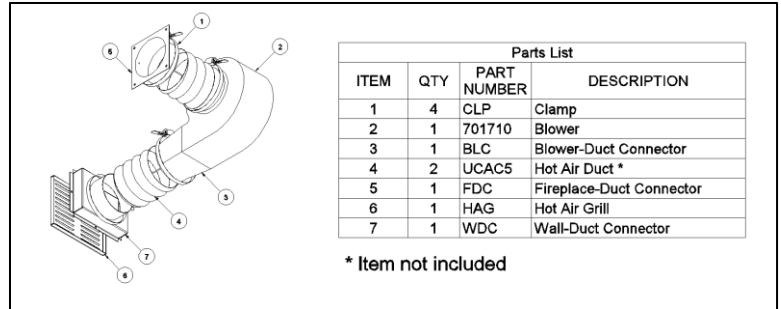 1
2
5
3
4
7
6
Parts List
ITEM QTY PART NUMBER DESCRIPTION
1 4 CLP Clamp
2 1 701710 Blower
3 1 BLC Blower-Duct Connector
4 2 UCAC5 Hot Air Duct *
5 1 FDC Fireplace-Duct Connector
6 1 HAG Hot Air Grill
7 1 WDC Wall-Duct Connector
* Item not included